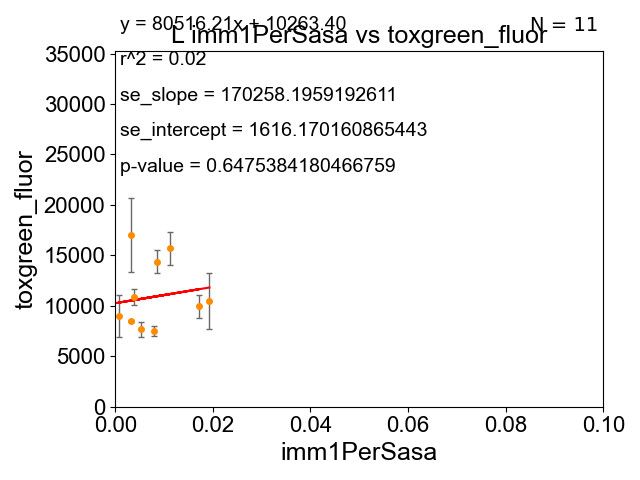 y = 80516.21x + 10263.40
N = 11
L imm1PerSasa vs toxgreen_fluor
r^2 = 0.02
se_slope = 170258.1959192611
se_intercept = 1616.170160865443
p-value = 0.6475384180466759
35000
30000
25000
20000
15000
10000
5000
0
toxgreen_fluor
0.00 0.02 0.04 0.06 0.08 0.10
imm1PerSasa